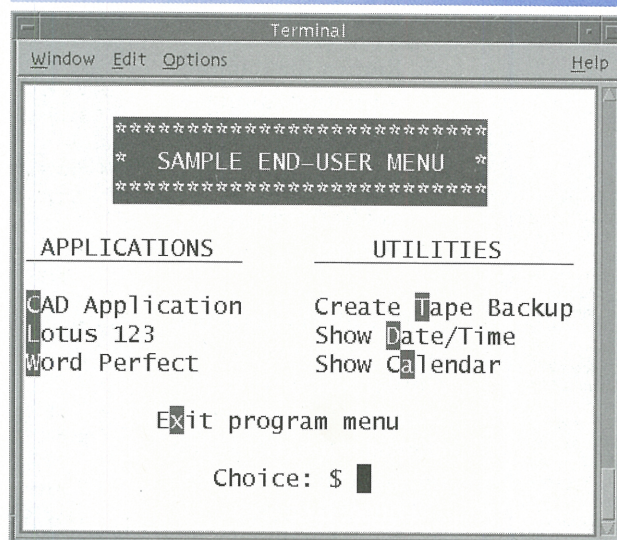 Terminal
Window Edit Options Help
**************************
* SAMPLE END-USER MENU *
**************************
APPLICATIONS UTILITIES
CAD Application Create Tape Backup
Lotus 123 Show Date/Time
Word Perfect Show Calendar
Exit program menu
Choice: $